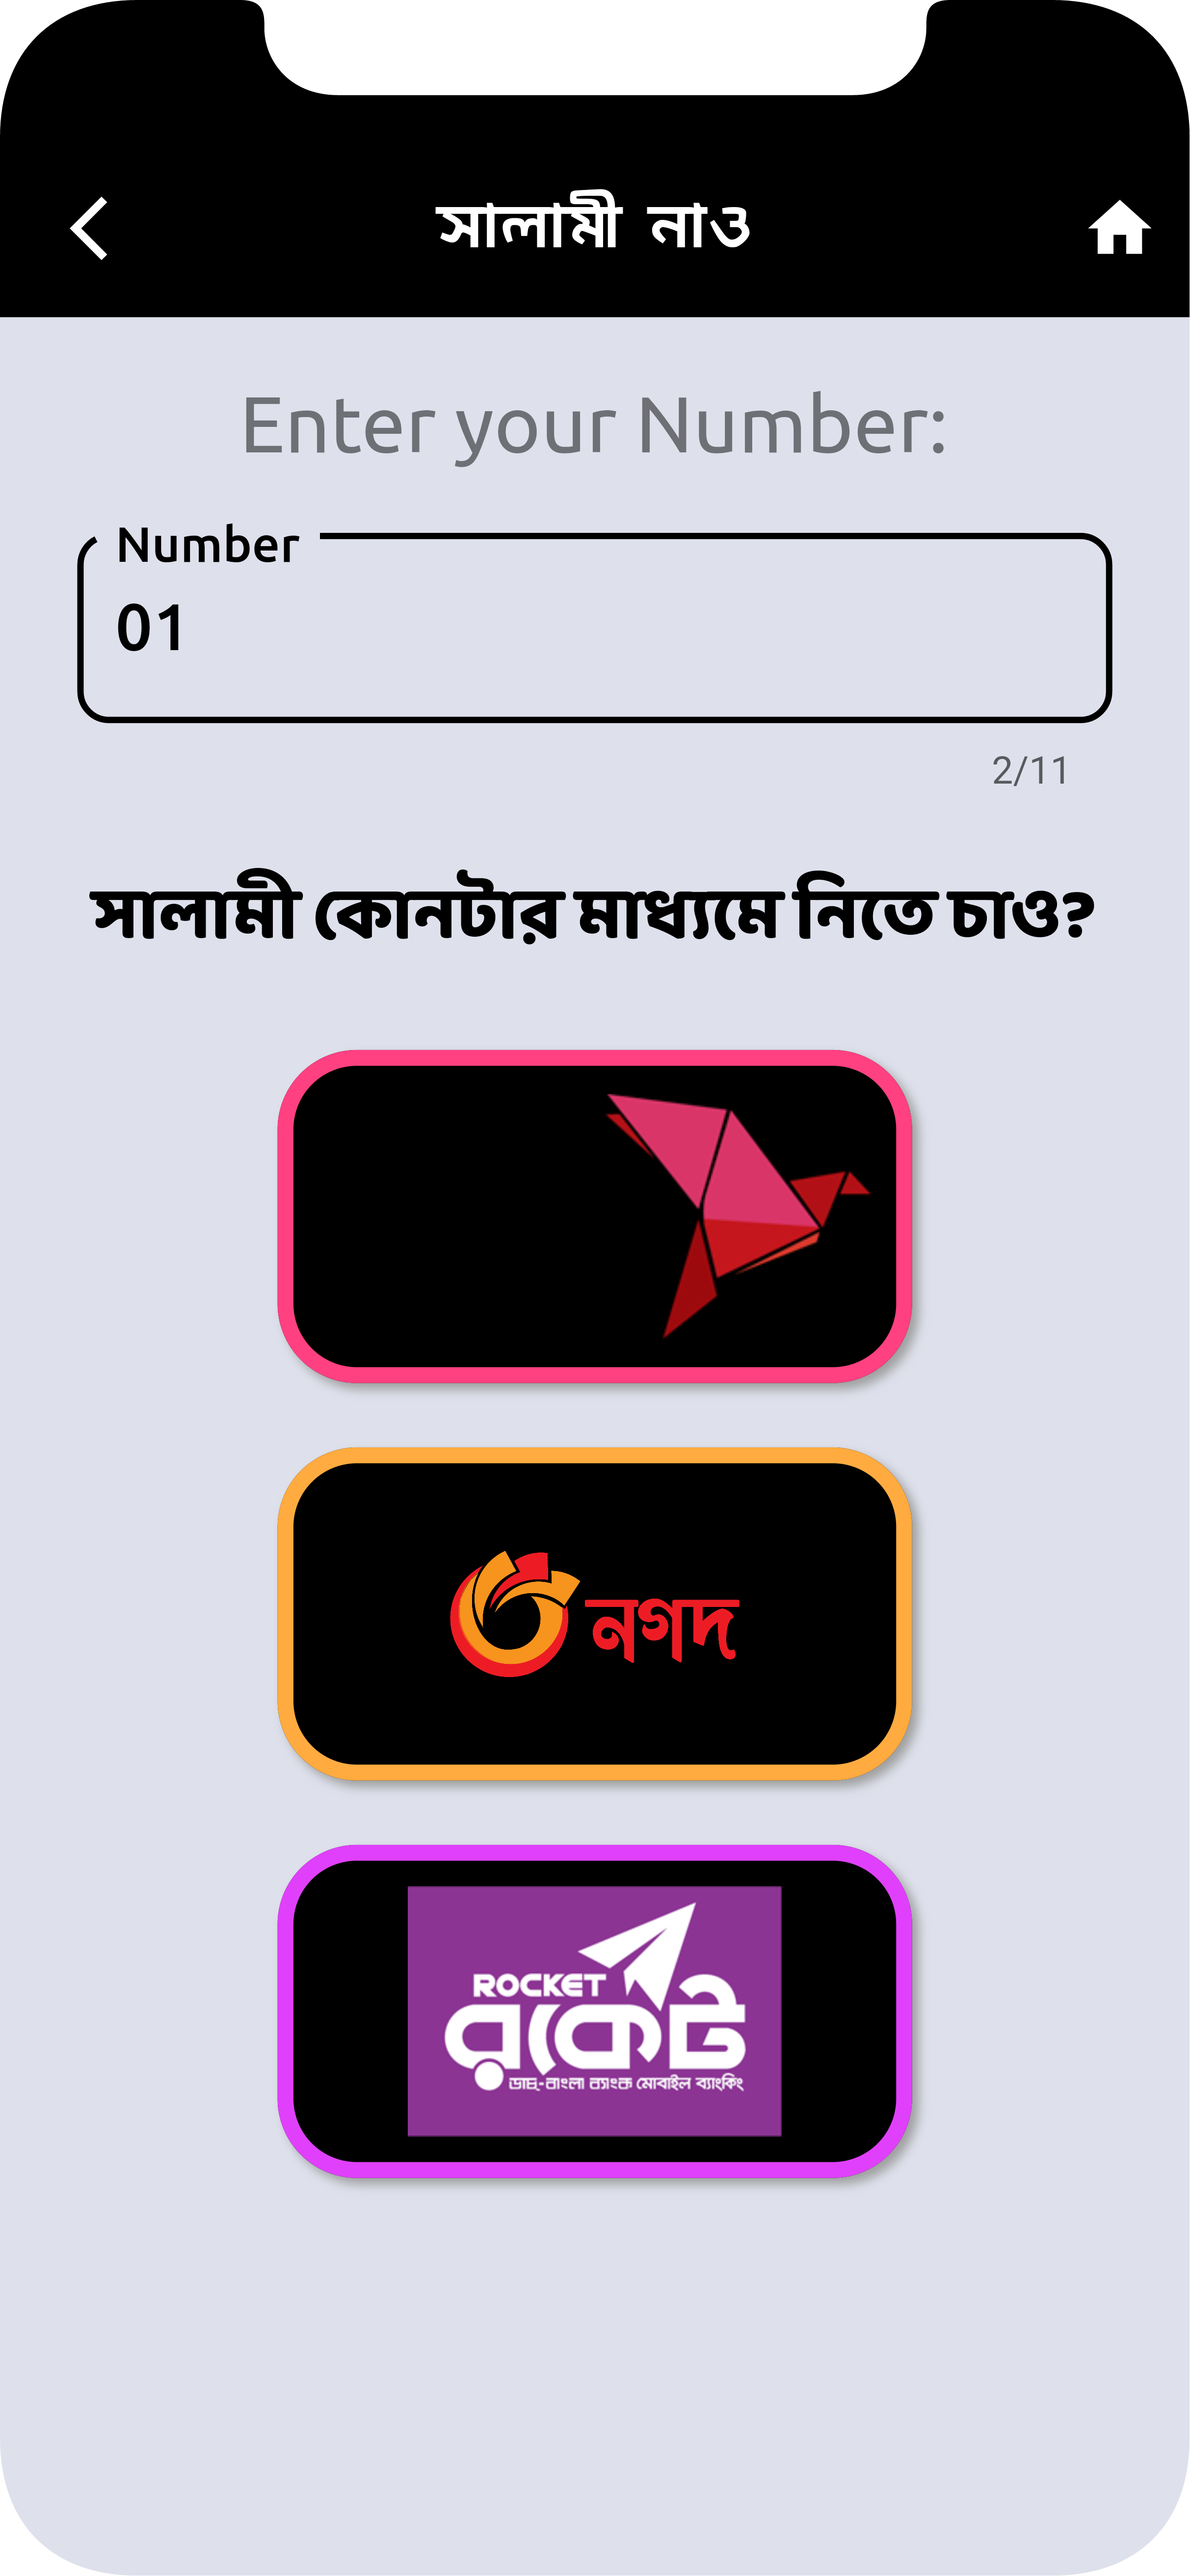 সালামী নাও
Enter your Number:
Number
01
2/11
সালামী কোনটার মাধ্যমে নিতে চাও?
নগদ
ROCKET
রকেট
ডাচ্-বাংলা ব্যাংক মোবাইল ব্যাংকিং